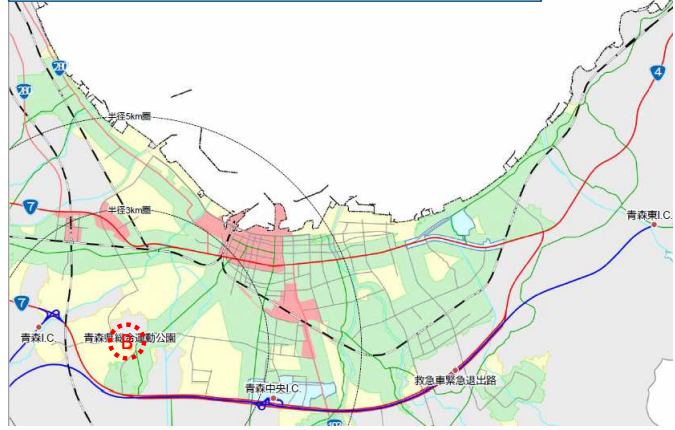 280
280
4
半径5km圏
7
半径3km圏
青森東I.C.
7
青森I.C.
青森県総合運動公園
B
救急車緊急退出路
青森中央I.C.
103